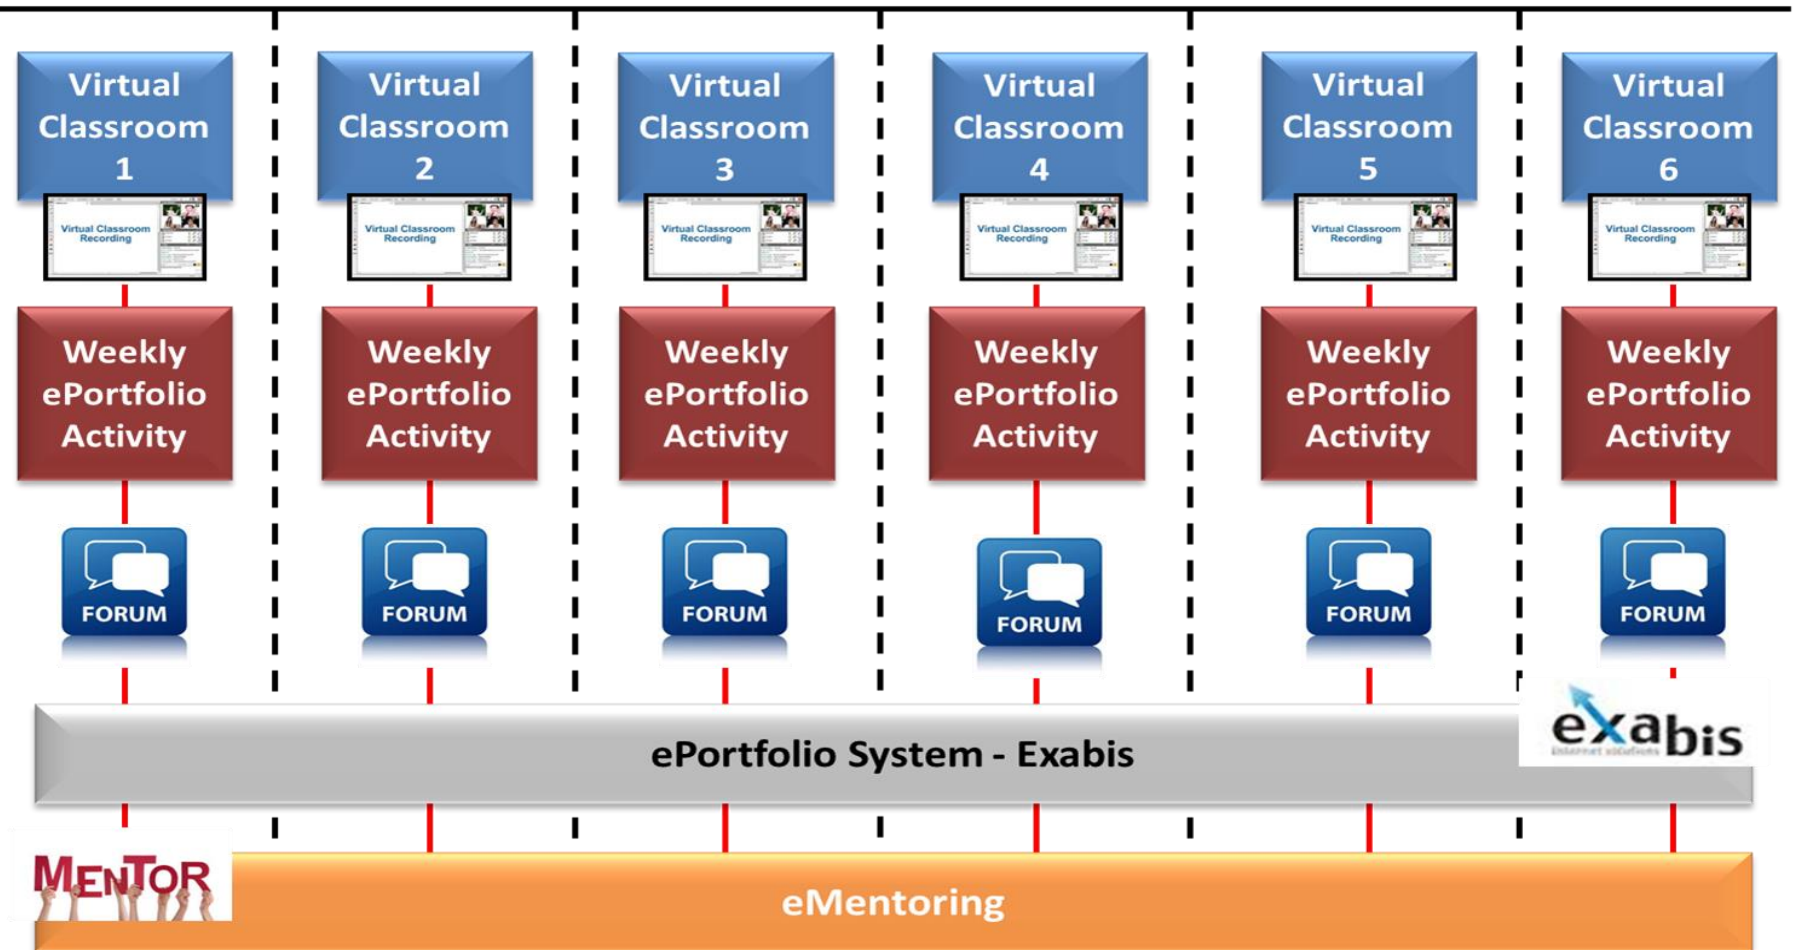 Virtual
Classroom
1
Virtual
Classroom
2
Virtual
Classroom
3
Virtual
Classroom
4
Virtual
Classroom
5
Virtual
Classroom
6
Virtual Classroom
Recording
Virtual Classroom
Recording
Virtual Classroom
Recording
Virtual Classroom
Recording
Virtual Classroom
Recording
Virtual Classroom
Recording
Weekly
ePortfolio
Activity
Weekly
ePortfolio
Activity
Weekly
ePortfolio
Activity
Weekly
ePortfolio
Activity
Weekly
ePortfolio
Activity
Weekly
ePortfolio
Activity
FORUM
FORUM
FORUM
FORUM
FORUM
FORUM
ePortfolio System - Exabis
exabis
internet solutions
MENTOR
eMentoring